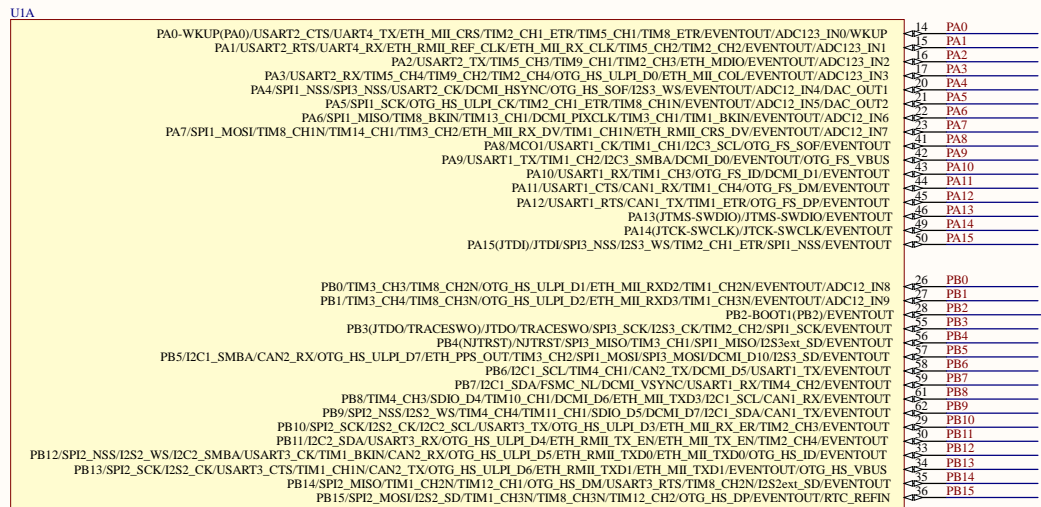 U1A
PA0-WKUP(PA0)/USART2_CTS/UART4_TX/ETH_MII_CRS/TIM2_CH1_ETR/TIM5_CH1/TIM8_ETR/EVENTOUT/ADC123_IN0/WKUP 14 PA0
PA1/USART2_RTS/UART4_RX/ETH_RMII_REF_CLK/ETH_MII_RX_CLK/TIM5_CH2/TIM2_CH2/EVENTOUT/ADC123_IN1 15 PA1
PA2/USART2_TX/TIM5_CH3/TIM9_CH1/TIM2_CH3/ETH_MDIO/EVENTOUT/ADC123_IN2 16 PA2
PA3/USART2_RX/TIM5_CH4/TIM9_CH2/TIM2_CH4/OTG_HS_ULPI_D0/ETH_MII_COL/EVENTOUT/ADC123_IN3 17 PA3
PA4/SPI1_NSS/SPI3_NSS/USART2_CK/DCMI_HSYNC/OTG_HS_SOF/I2S3_WS/EVENTOUT/ADC12_IN4/DAC_OUT1 20 PA4
PA5/SPI1_SCK/OTG_HS_ULPI_CK/TIM2_CH1_ETR/TIM8_CH1N/EVENTOUT/ADC12_IN5/DAC_OUT2 21 PA5
PA6/SPI1_MISO/TIM8_BKIN/TIM13_CH1/DCMI_PIXCLK/TIM3_CH1/TIM1_BKIN/EVENTOUT/ADC12_IN6 22 PA6
PA7/SPI1_MOSI/TIM8_CH1N/TIM14_CH1/TIM3_CH2/ETH_MII_RX_DV/TIM1_CH1N/ETH_RMII_CRS_DV/EVENTOUT/ADC12_IN7 23 PA7
PA8/MCO1/USART1_CK/TIM1_CH1/I2C3_SCL/OTG_FS_SOF/EVENTOUT 41 PA8
PA9/USART1_TX/TIM1_CH2/I2C3_SMBA/DCMI_D0/EVENTOUT/OTG_FS_VBUS 42 PA9
PA10/USART1_RX/TIM1_CH3/OTG_FS_ID/DCMI_D1/EVENTOUT 43 PA10
PA11/USART1_CTS/CAN1_RX/TIM1_CH4/OTG_FS_DM/EVENTOUT 44 PA11
PA12/USART1_RTS/CAN1_TX/TIM1_ETR/OTG_FS_DP/EVENTOUT 45 PA12
PA13(JTMS-SWDIO)/JTMS-SWDIO/EVENTOUT 46 PA13
PA14(JTCK-SWCLK)/JTCK-SWCLK/EVENTOUT 49 PA14
PA15(JTDI)/JTDI/SPI3_NSS/I2S3_WS/TIM2_CH1_ETR/SPI1_NSS/EVENTOUT 50 PA15
PB0/TIM3_CH3/TIM8_CH2N/OTG_HS_ULPI_D1/ETH_MII_RXD2/TIM1_CH2N/EVENTOUT/ADC12_IN8 26 PB0
PB1/TIM3_CH4/TIM8_CH3N/OTG_HS_ULPI_D2/ETH_MII_RXD3/TIM1_CH3N/EVENTOUT/ADC12_IN9 27 PB1
PB2-BOOT1(PB2)/EVENTOUT 28 PB2
PB3(JTDO/TRACESWO)/JTDO/TRACESWO/SPI3_SCK/I2S3_CK/TIM2_CH2/SPI1_SCK/EVENTOUT 55 PB3
PB4(NJTRST)/NJTRST/SPI3_MISO/TIM3_CH1/SPI1_MISO/I2S3ext_SD/EVENTOUT 56 PB4
PB5/I2C1_SMBA/CAN2_RX/OTG_HS_ULPI_D7/ETH_PPS_OUT/TIM3_CH2/SPI1_MOSI/SPI3_MOSI/DCMI_D10/I2S3_SD/EVENTOUT 57 PB5
PB6/I2C1_SCL/TIM4_CH1/CAN2_TX/DCMI_D5/USART1_TX/EVENTOUT 58 PB6
PB7/I2C1_SDA/FSMC_NL/DCMI_VSYNC/USART1_RX/TIM4_CH2/EVENTOUT 59 PB7
PB8/TIM4_CH3/SDIO_D4/TIM10_CH1/DCMI_D6/ETH_MII_TXD3/I2C1_SCL/CAN1_RX/EVENTOUT 61 PB8
PB9/SPI2_NSS/I2S2_WS/TIM4_CH4/TIM11_CH1/SDIO_D5/DCMI_D7/I2C1_SDA/CAN1_TX/EVENTOUT 62 PB9
PB10/SPI2_SCK/I2S2_CK/I2C2_SCL/USART3_TX/OTG_HS_ULPI_D3/ETH_MII_RX_ER/TIM2_CH3/EVENTOUT 29 PB10
PB11/I2C2_SDA/USART3_RX/OTG_HS_ULPI_D4/ETH_RMII_TX_EN/ETH_MII_TX_EN/TIM2_CH4/EVENTOUT 30 PB11
PB12/SPI2_NSS/I2S2_WS/I2C2_SMBA/USART3_CK/TIM1_BKIN/CAN2_RX/OTG_HS_ULPI_D5/ETH_RMII_TXD0/ETH_MII_TXD0/OTG_HS_ID/EVENTOUT 33 PB12
PB13/SPI2_SCK/I2S2_CK/USART3_CTS/TIM1_CH1N/CAN2_TX/OTG_HS_ULPI_D6/ETH_RMII_TXD1/ETH_MII_TXD1/EVENTOUT/OTG_HS_VBUS 34 PB13
PB14/SPI2_MISO/TIM1_CH2N/TIM12_CH1/OTG_HS_DM/USART3_RTS/TIM8_CH2N/I2S2ext_SD/EVENTOUT 35 PB14
PB15/SPI2_MOSI/I2S2_SD/TIM1_CH3N/TIM8_CH3N/TIM12_CH2/OTG_HS_DP/EVENTOUT/RTC_REFIN 36 PB15